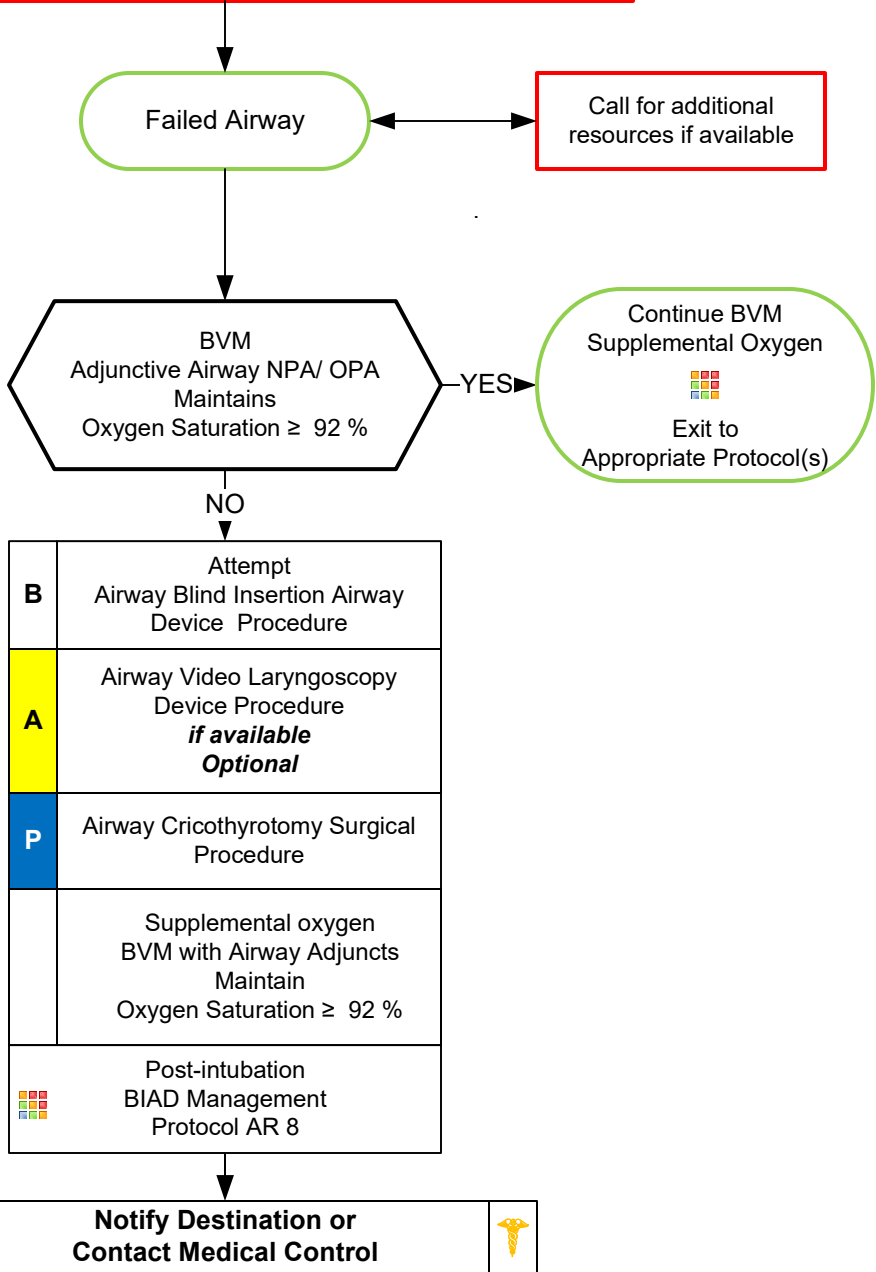 Failed Airway
Call for additional
resources if available
.
BVM
Adjunctive Airway NPA/ OPA
Maintains
Oxygen Saturation ≥ 92 %
YES
Continue BVM
Supplemental Oxygen
Exit to
Appropriate Protocol(s)
NO
B
Attempt
Airway Blind Insertion Airway
Device Procedure
A
Airway Video Laryngoscopy
Device Procedure
if available
Optional
P
Airway Cricothyrotomy Surgical
Procedure
Supplemental oxygen
BVM with Airway Adjuncts
Maintain
Oxygen Saturation ≥ 92 %
Post-intubation
BIAD Management
Protocol AR 8
Notify Destination or
Contact Medical Control